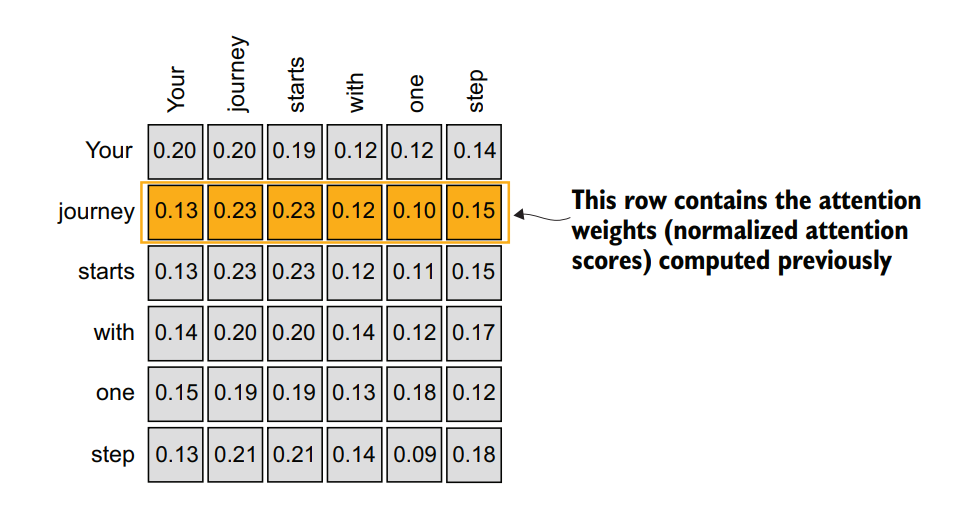 Your journey starts with one step
Your 0.20 0.20 0.19 0.12 0.12 0.14
journey 0.13 0.23 0.23 0.12 0.10 0.15
This row contains the attention
weights (normalized attention
scores) computed previously
starts 0.13 0.23 0.23 0.12 0.11 0.15
with 0.14 0.20 0.20 0.14 0.12 0.17
one 0.15 0.19 0.19 0.13 0.18 0.12
step 0.13 0.21 0.21 0.14 0.09 0.18